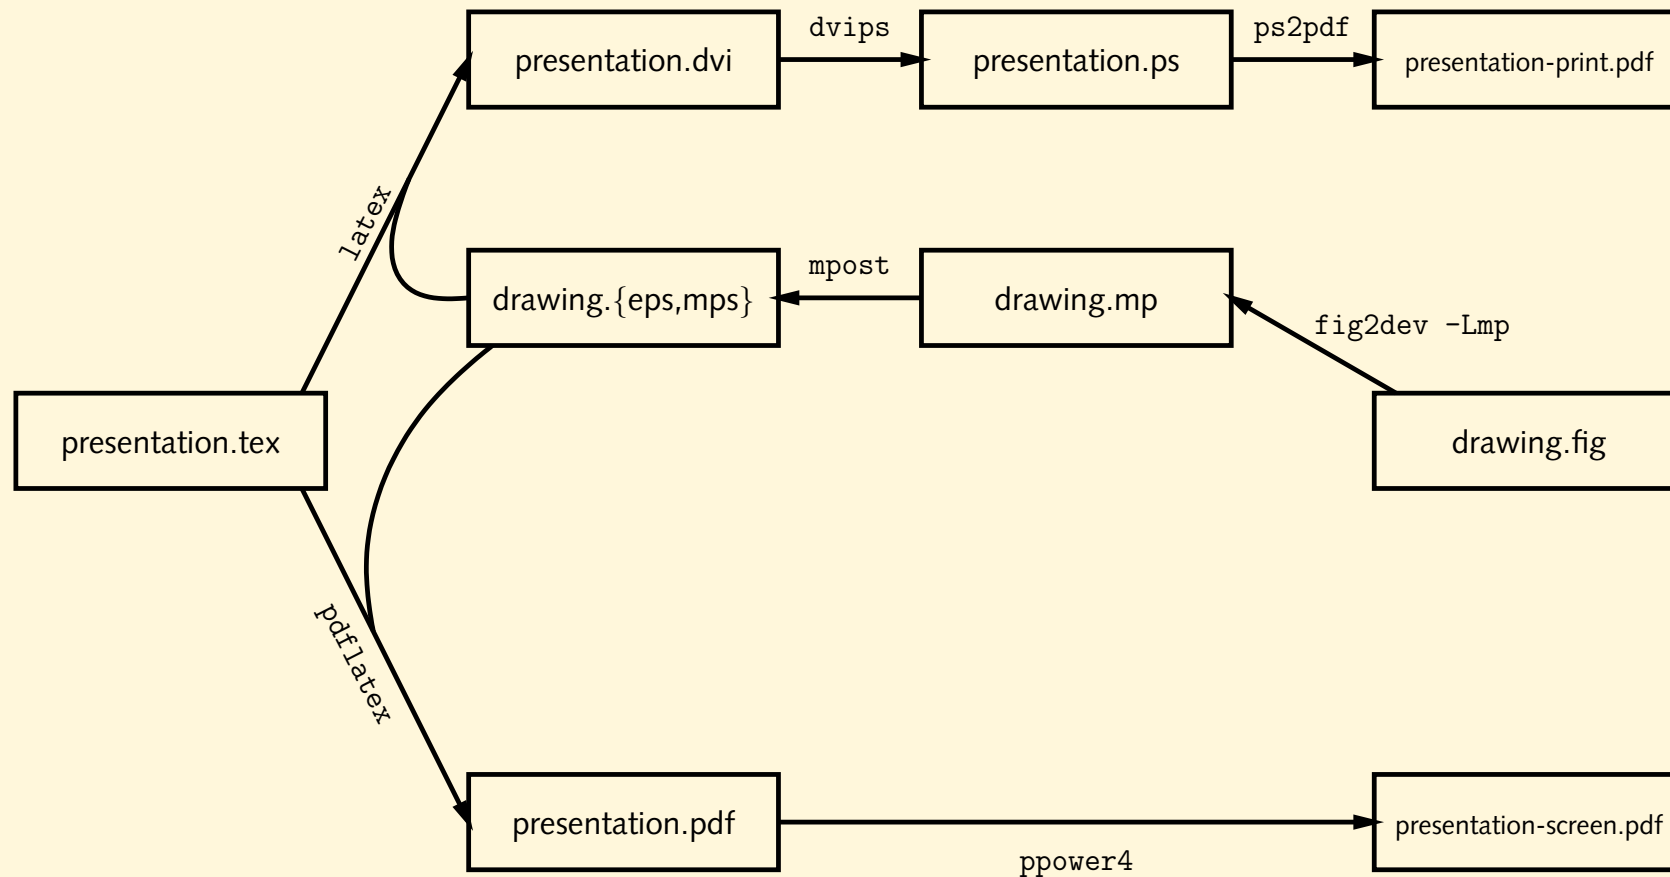 dvips
ps2pdf
presentation.dvi
presentation.ps
presentation-print.pdf
latex
mpost
drawing.{eps,mps}
drawing.mp
fig2dev -Lmp
presentation.tex
drawing.fig
pdflatex
presentation.pdf
presentation-screen.pdf
ppower4